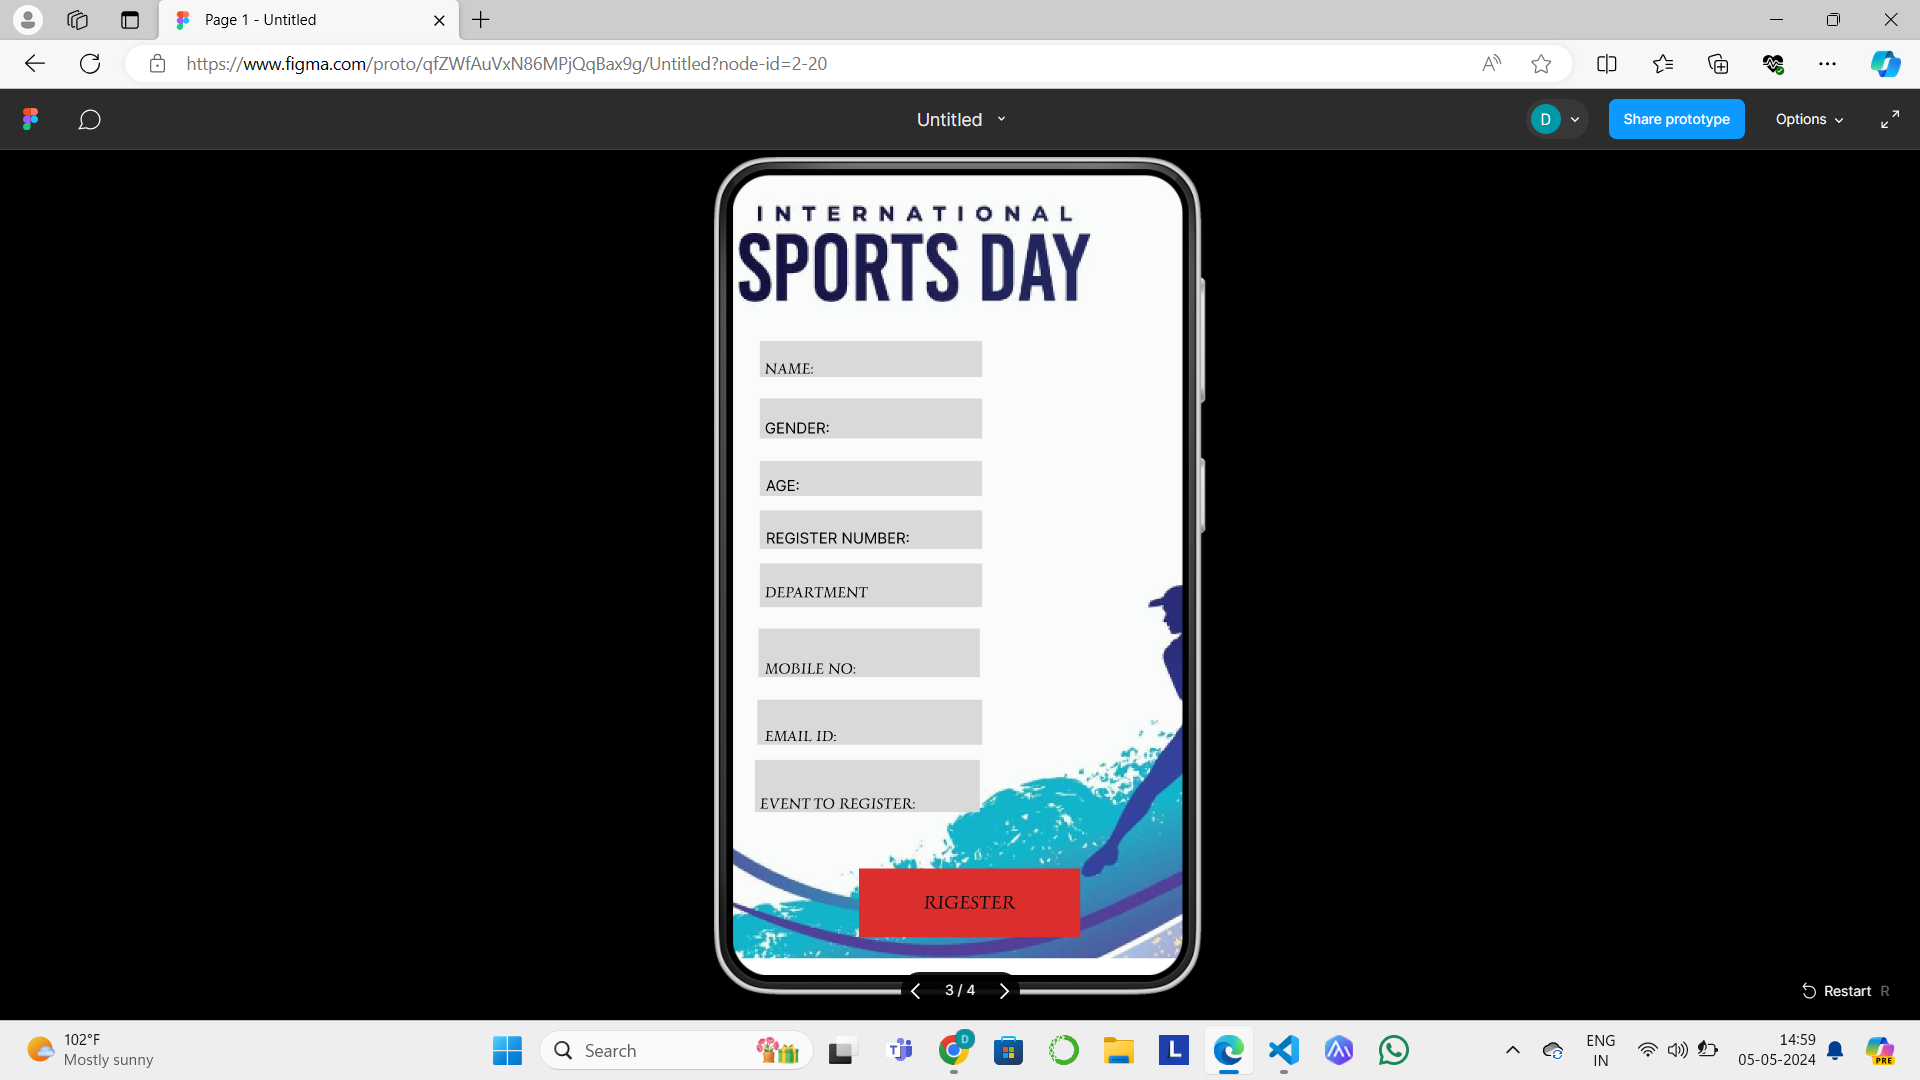 Page 1 - Untitled
https://www.figma.com/proto/qfZWfAuVxN86MPjQqBax9g/Untitled?node-id=2-20
Untitled
D
Share prototype
Options
INTERNATIONAL
SPORTS DAY
NAME:
GENDER:
AGE:
REGISTER NUMBER:
DEPARTMENT
MOBILE NO:
EMAIL ID:
EVENT TO REGISTER:
RIGESTER
3 / 4
Restart R
102°F
Mostly sunny
Search
D
L
ENG
IN
14:59
05-05-2024
PRE